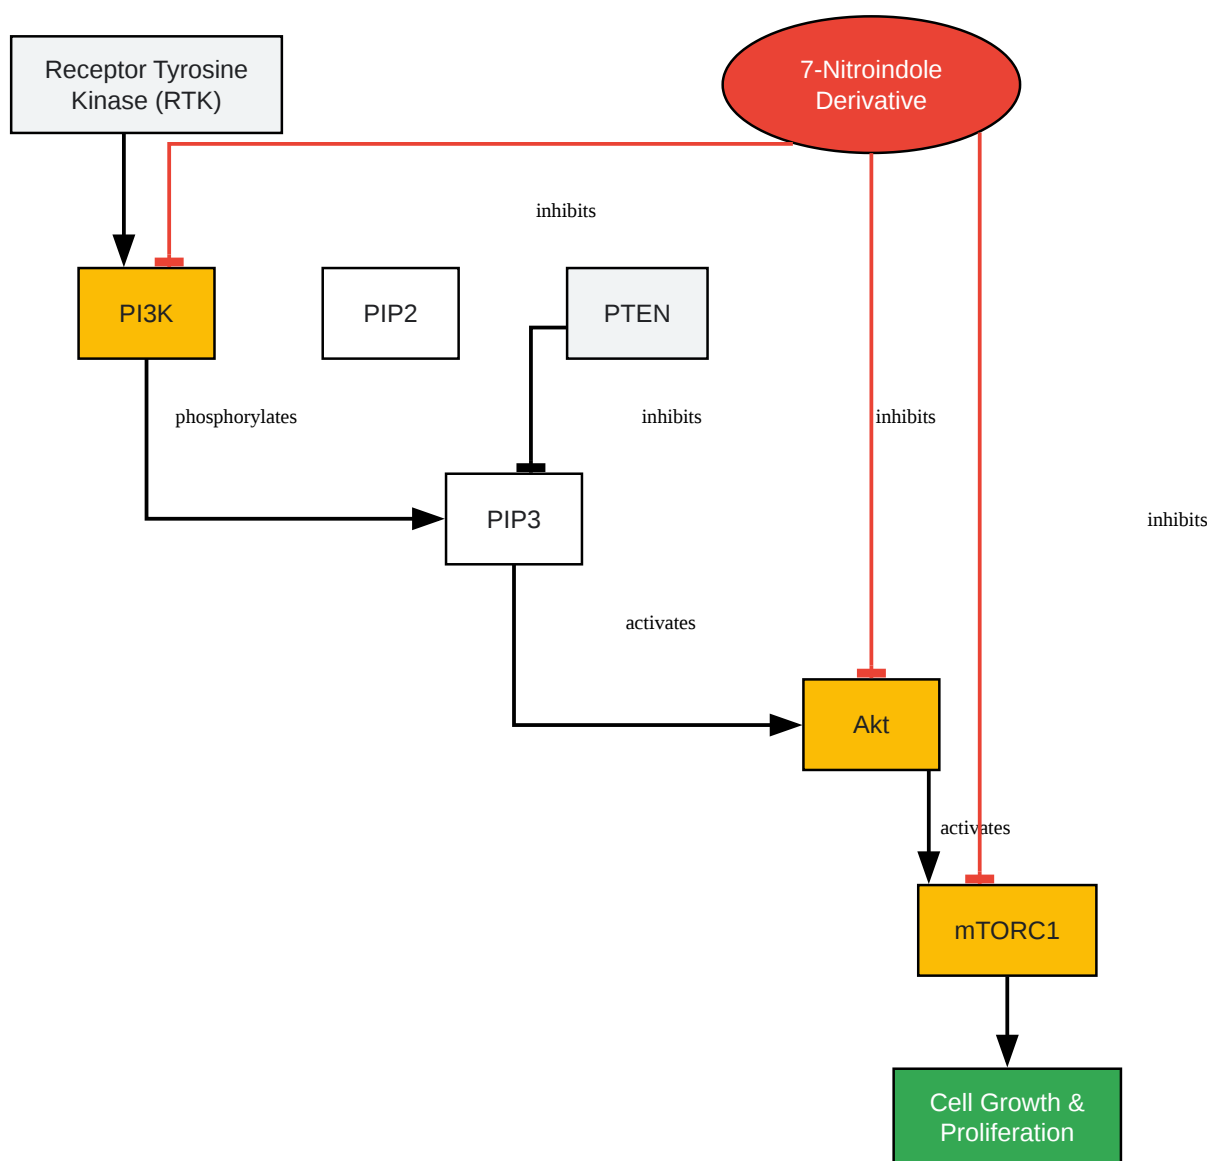 Receptor Tyrosine
Kinase (RTK)
7-Nitroindole
Derivative
inhibits
PI3K
PIP2
PTEN
phosphorylates
inhibits
inhibits
PIP3
inhibits
activates
Akt
activates
mTORC1
Cell Growth &
Proliferation